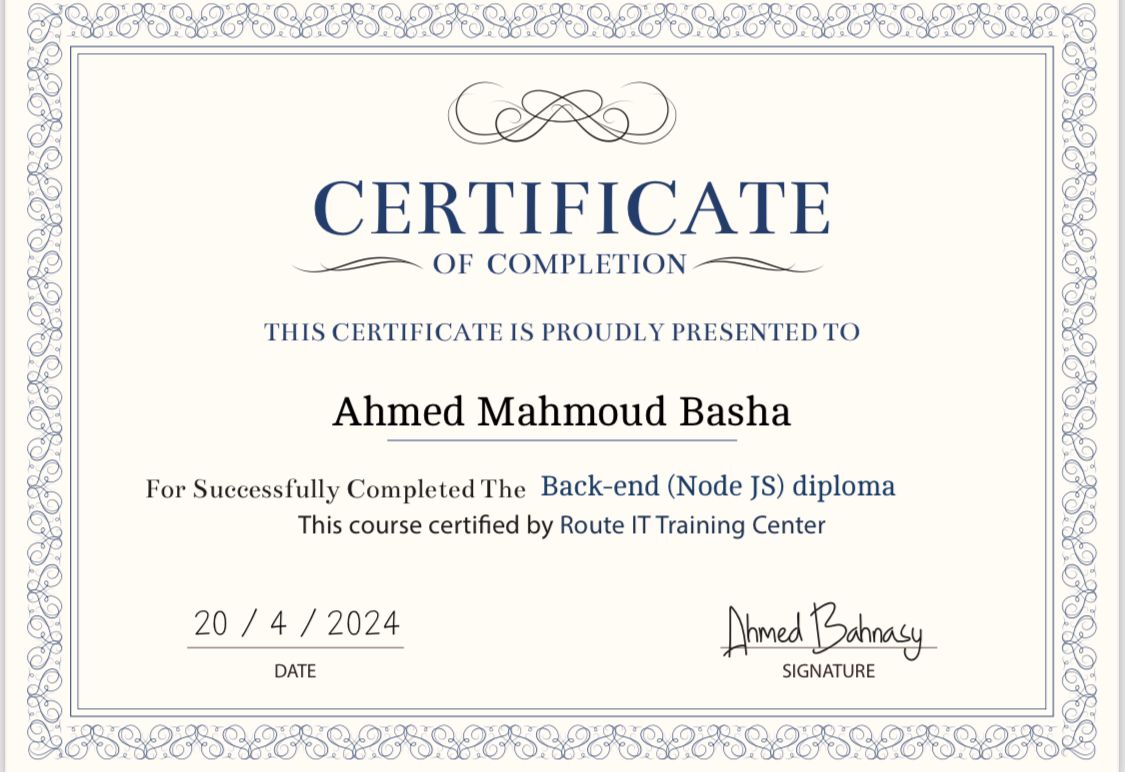 CERTIFICATE
OF COMPLETION
THIS CERTIFICATE IS PROUDLY PRESENTED TO
Ahmed Mahmoud Basha
For Successfully Completed The Back-end (Node JS) diploma
This course certified by Route IT Training Center
20 / 4 / 2024
Ahmed Bahnasy
DATE
SIGNATURE